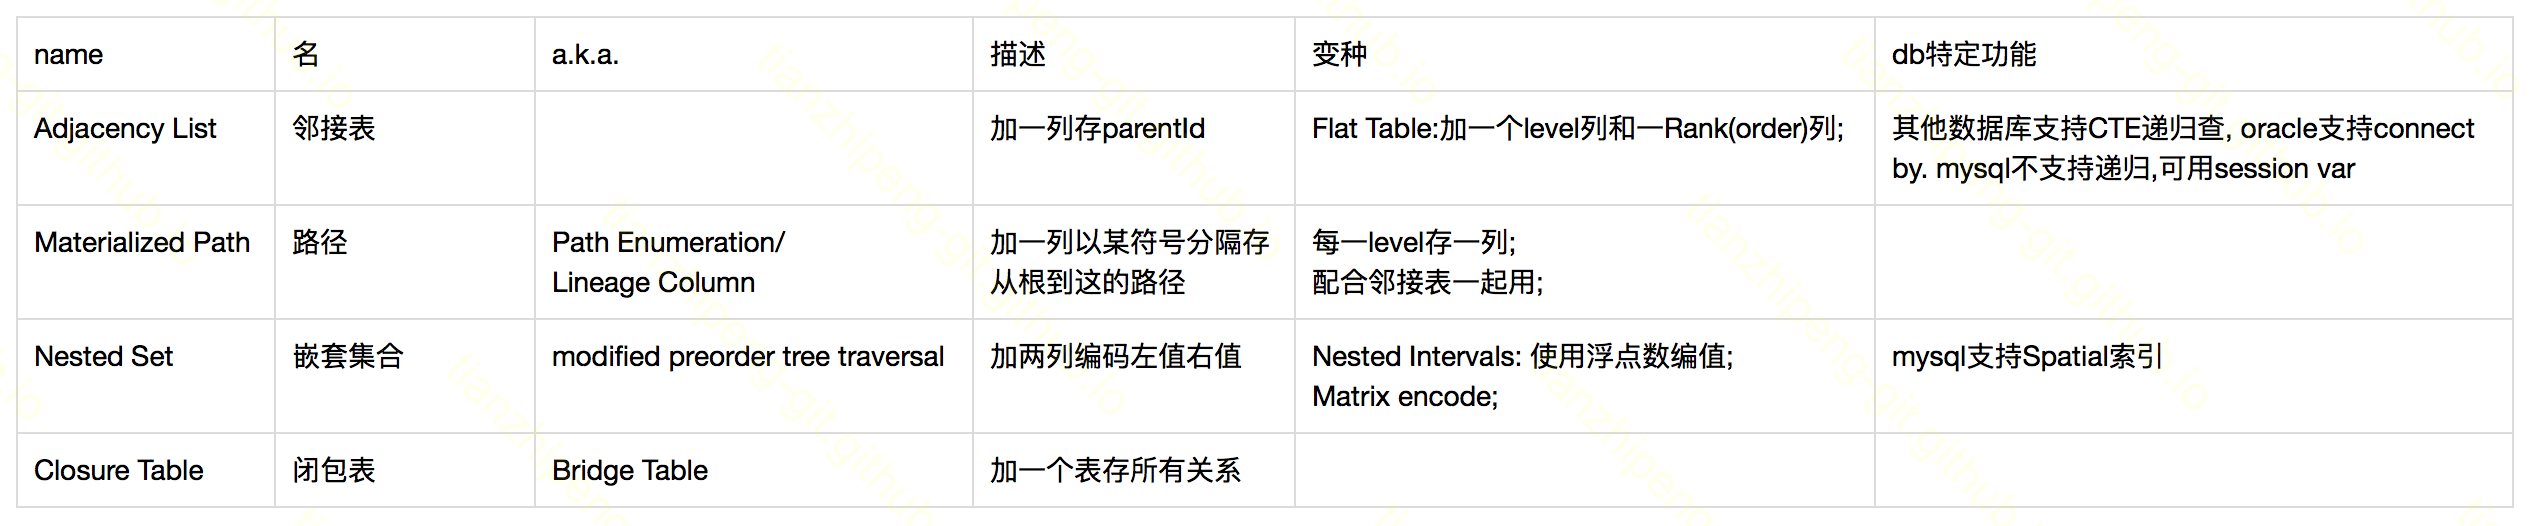 name 名 a.k.a. 描述 变种 db特定功能
Adjacency List 邻接表 加一列存parentId Flat Table:加一个level列和一Rank(order)列; 其他数据库支持CTE递归查, oracle支持connect
by. mysql不支持递归,可用session var
Materialized Path 路径 Path Enumeration/ 加一列以某符号分隔存 每一level存一列;
Lineage Column 从根到这的路径 配合邻接表一起用;
Nested Set 嵌套集合 modified preorder tree traversal 加两列编码左值右值 Nested Intervals: 使用浮点数编值; mysql支持Spatial索引
Matrix encode;
Closure Table 闭包表 Bridge Table 加一个表存所有关系
tianzhipeng-git.github.io